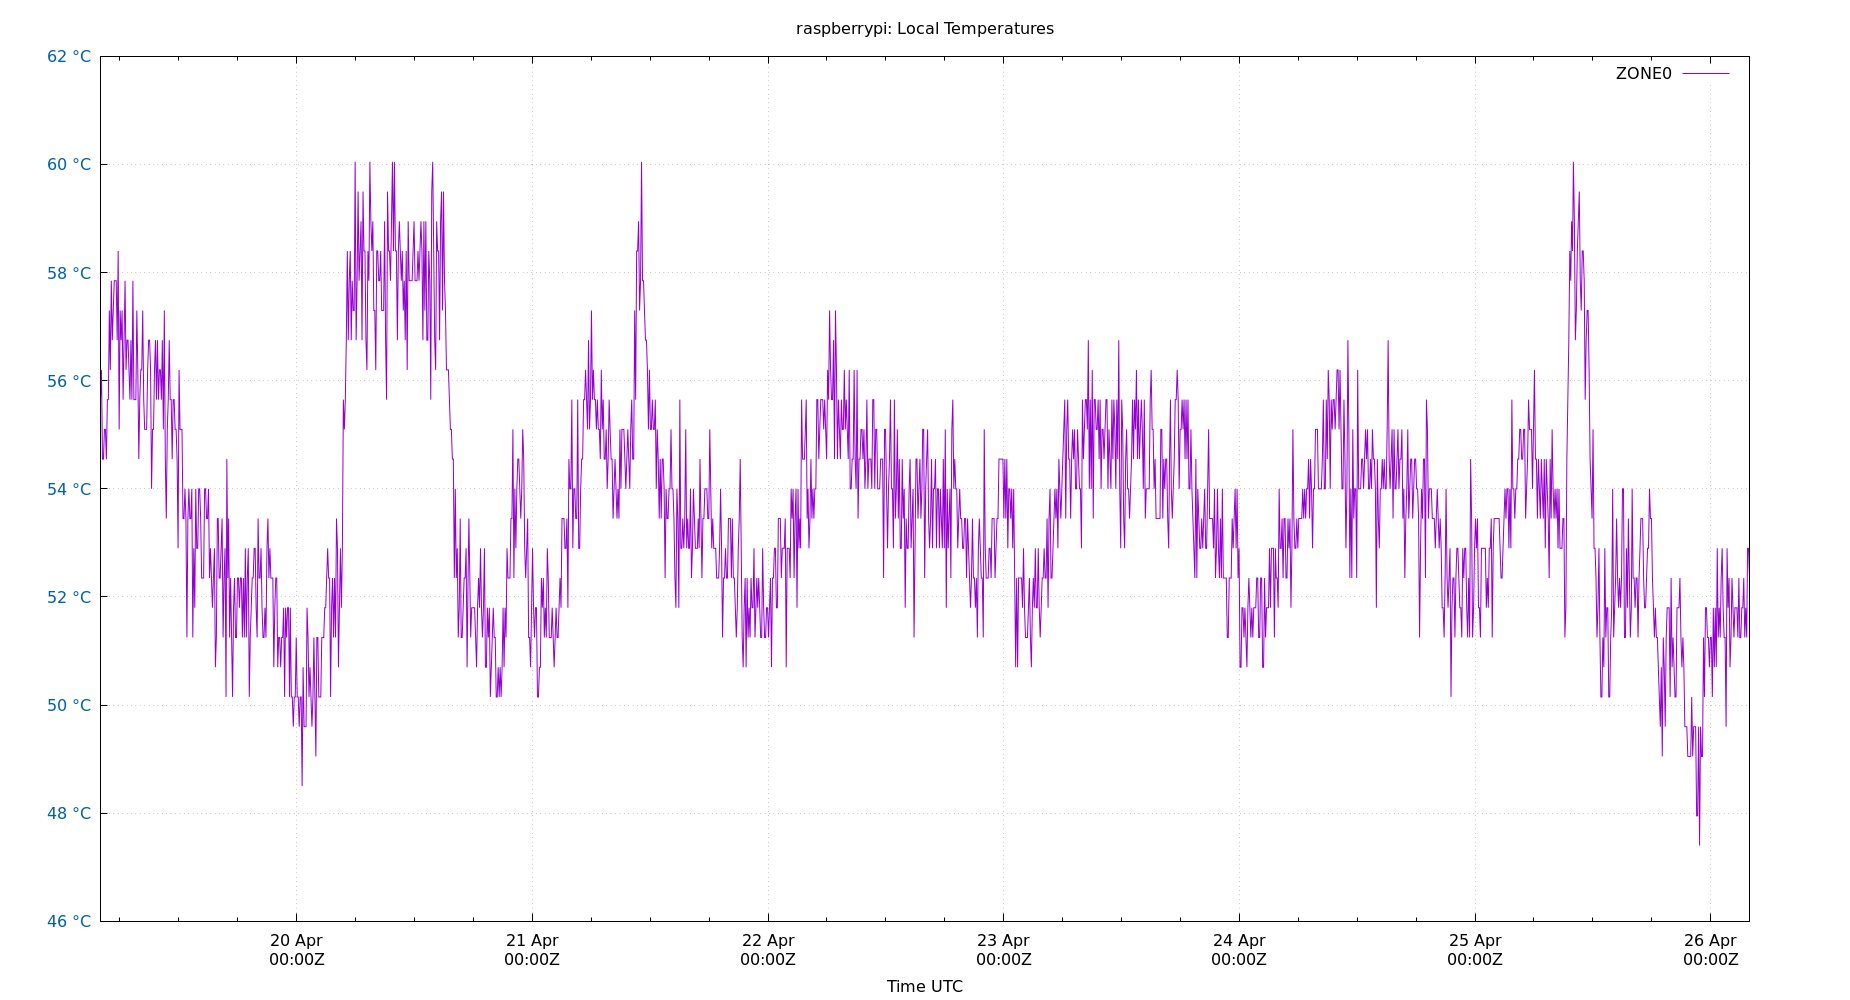 raspberrypi: Local Temperatures
ZONE0
62 °C
60 °C
58 °C
56 °C
54 °C
52 °C
50 °C
48 °C
46 °C
20 Apr 21 Apr 22 Apr 23 Apr 24 Apr 25 Apr 26 Apr
00:00Z 00:00Z 00:00Z 00:00Z 00:00Z 00:00Z 00:00Z
Time UTC